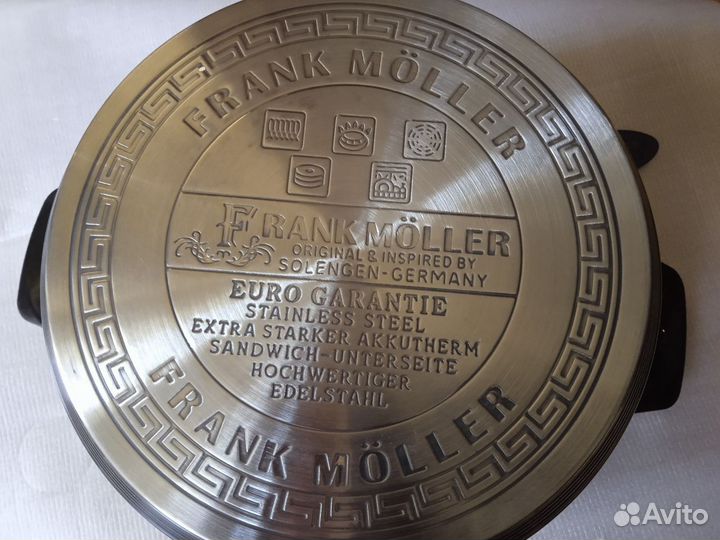 FRANK MÖLLER
FRANK MÖLLER
ORIGINAL & INSPIRED BY
SOLENGEN-GERMANY
EURO GARANTIE
STAINLESS STEEL
EXTRA STARKER AKKUTHERM
SANDWICH-UNTERSEITE
HOCHWERTIGER
EDELSTAHL
FRANK MÖLLER
Avito